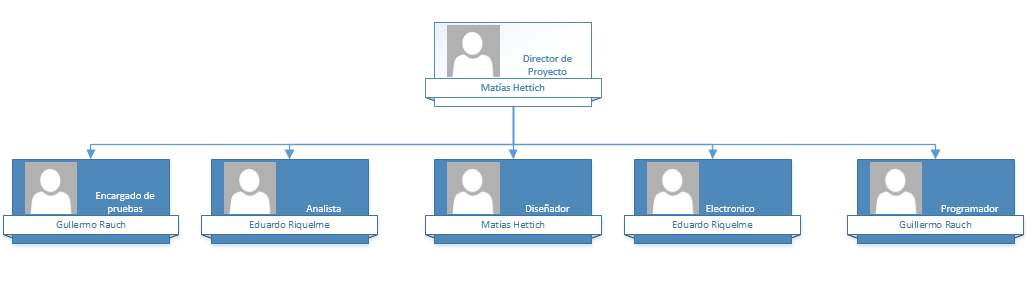 Director de
Proyecto
Matías Hettich
Encargado de
pruebas
Gullermo Rauch
Analista
Eduardo Riquelme
Diseñador
Matías Hettich
Electronico
Eduardo Riquelme
Programador
Guillermo Rauch